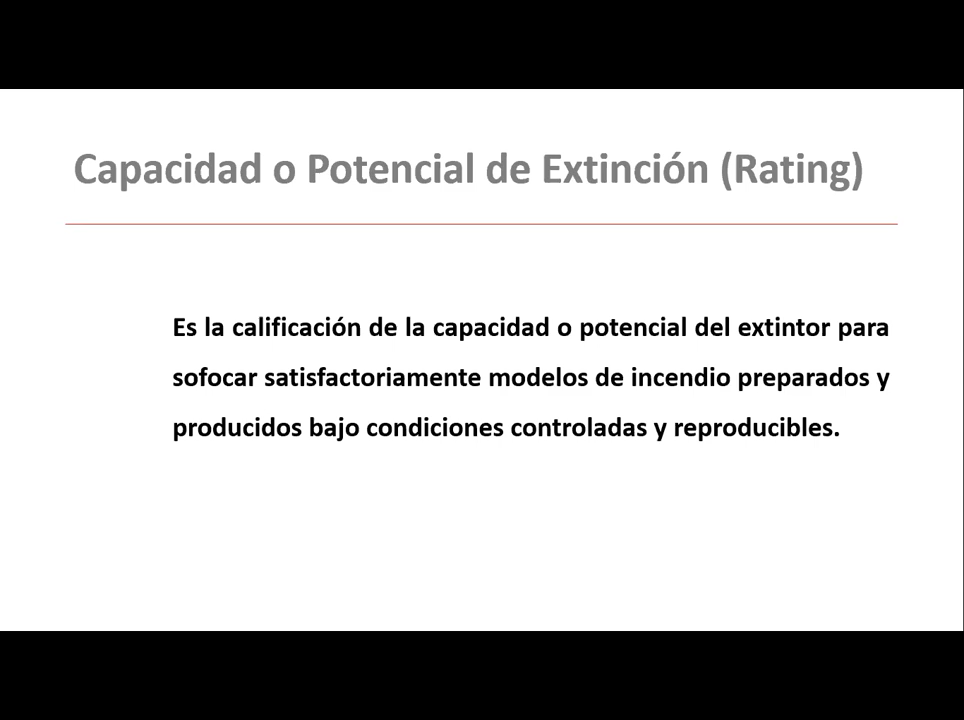 Capacidad o Potencial de Extinción (Rating)
Es la calificación de la capacidad o potencial del extintor para
sofocar satisfactoriamente modelos de incendio preparados y
producidos bajo condiciones controladas y reproducibles.